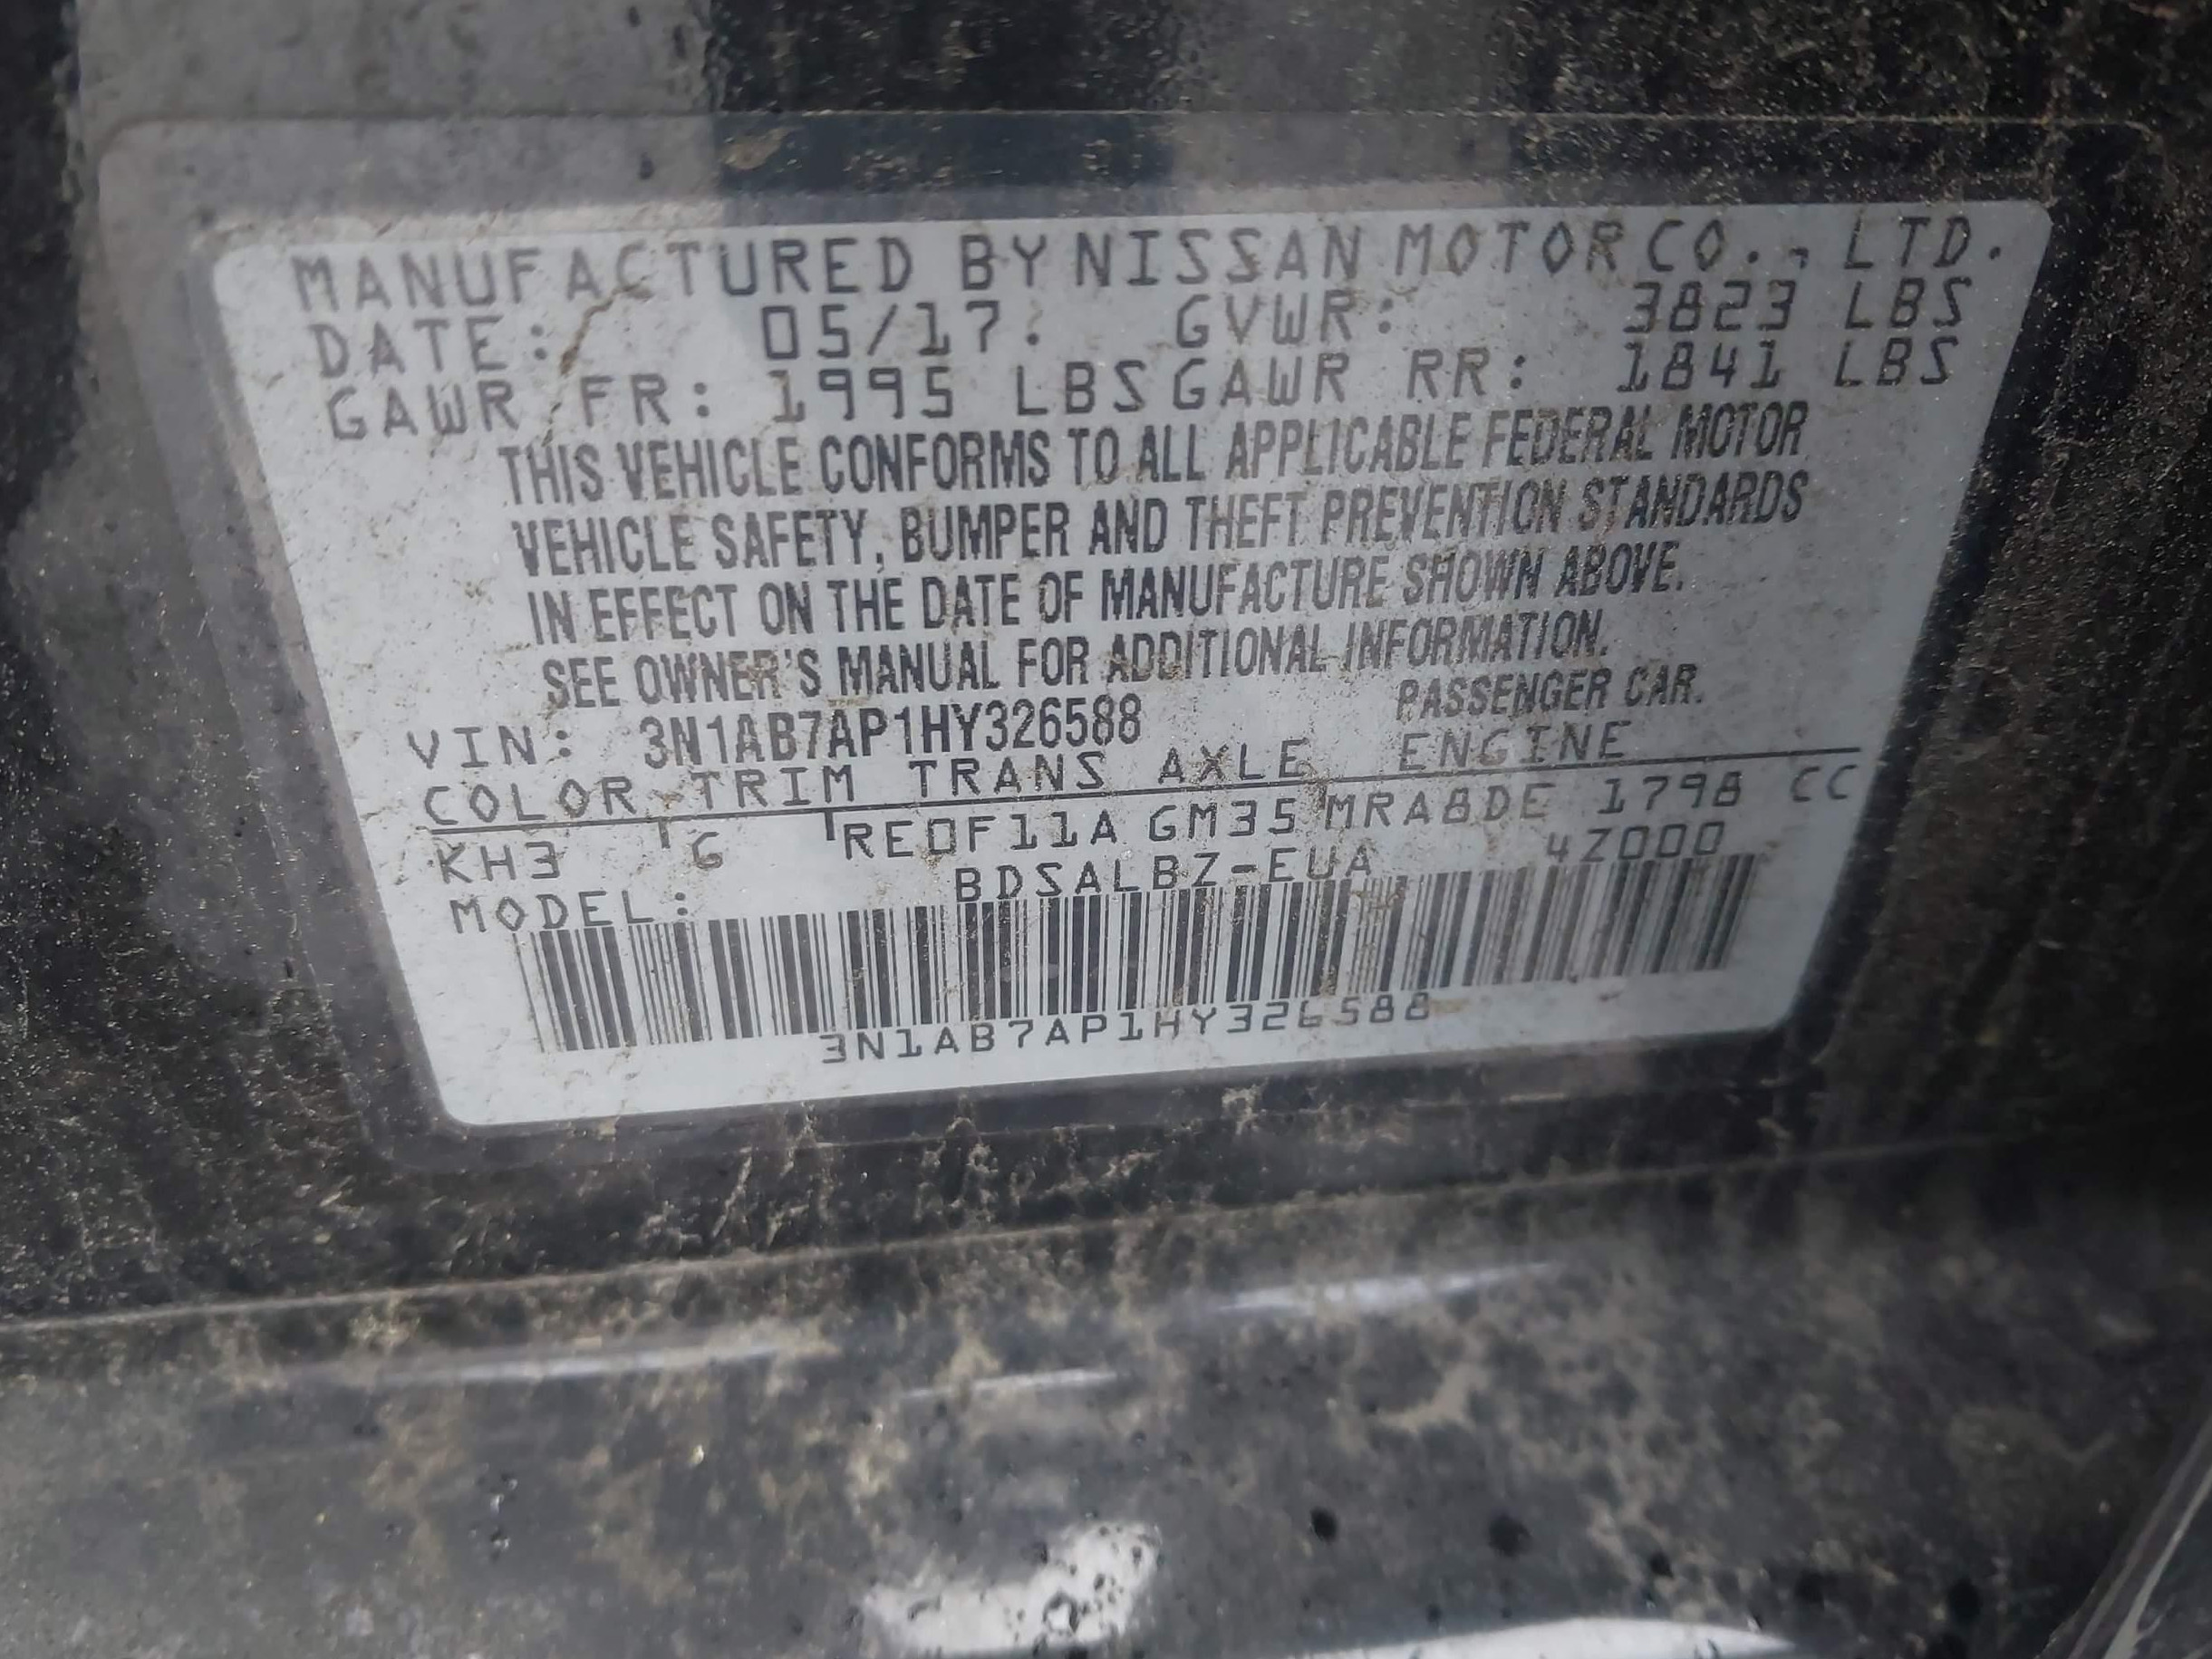 MANUFACTURED BY NISSAN MOTOR CO., LTD.
DATE: 05/17. GVWR: 3823 LBS
GAWR FR: 1995 LBS GAWR RR: 1841 LBS
THIS VEHICLE CONFORMS TO ALL APPLICABLE FEDERAL MOTOR
VEHICLE SAFETY, BUMPER AND THEFT PREVENTION STANDARDS
IN EFFECT ON THE DATE OF MANUFACTURE SHOWN ABOVE.
SEE OWNER'S MANUAL FOR ADDITIONAL INFORMATION.
VIN: 3N1AB7AP1HY326588 PASSENGER CAR.
COLOR TRIM TRANS AXLE ENGINE
KH3 G RE0F11A GM35 MRA8DE 1798 CC
MODEL: BDSALBZ-EUA 4Z000
3N1AB7AP1HY326588